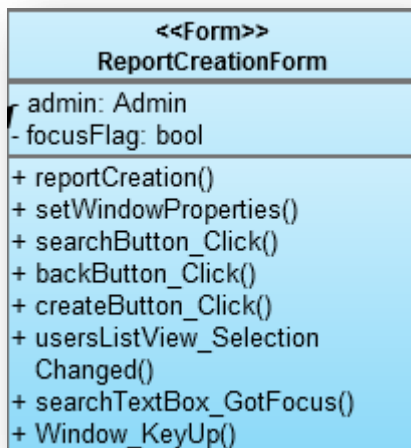 <<Form>>
ReportCreationForm
admin: Admin
- focusFlag: bool
+ reportCreation()
+ setWindowProperties()
+ searchButton_Click()
+ backButton_Click()
+ createButton_Click()
+ usersListView_Selection
Changed()
+ searchTextBox_GotFocus()
+ Window_KeyUp()